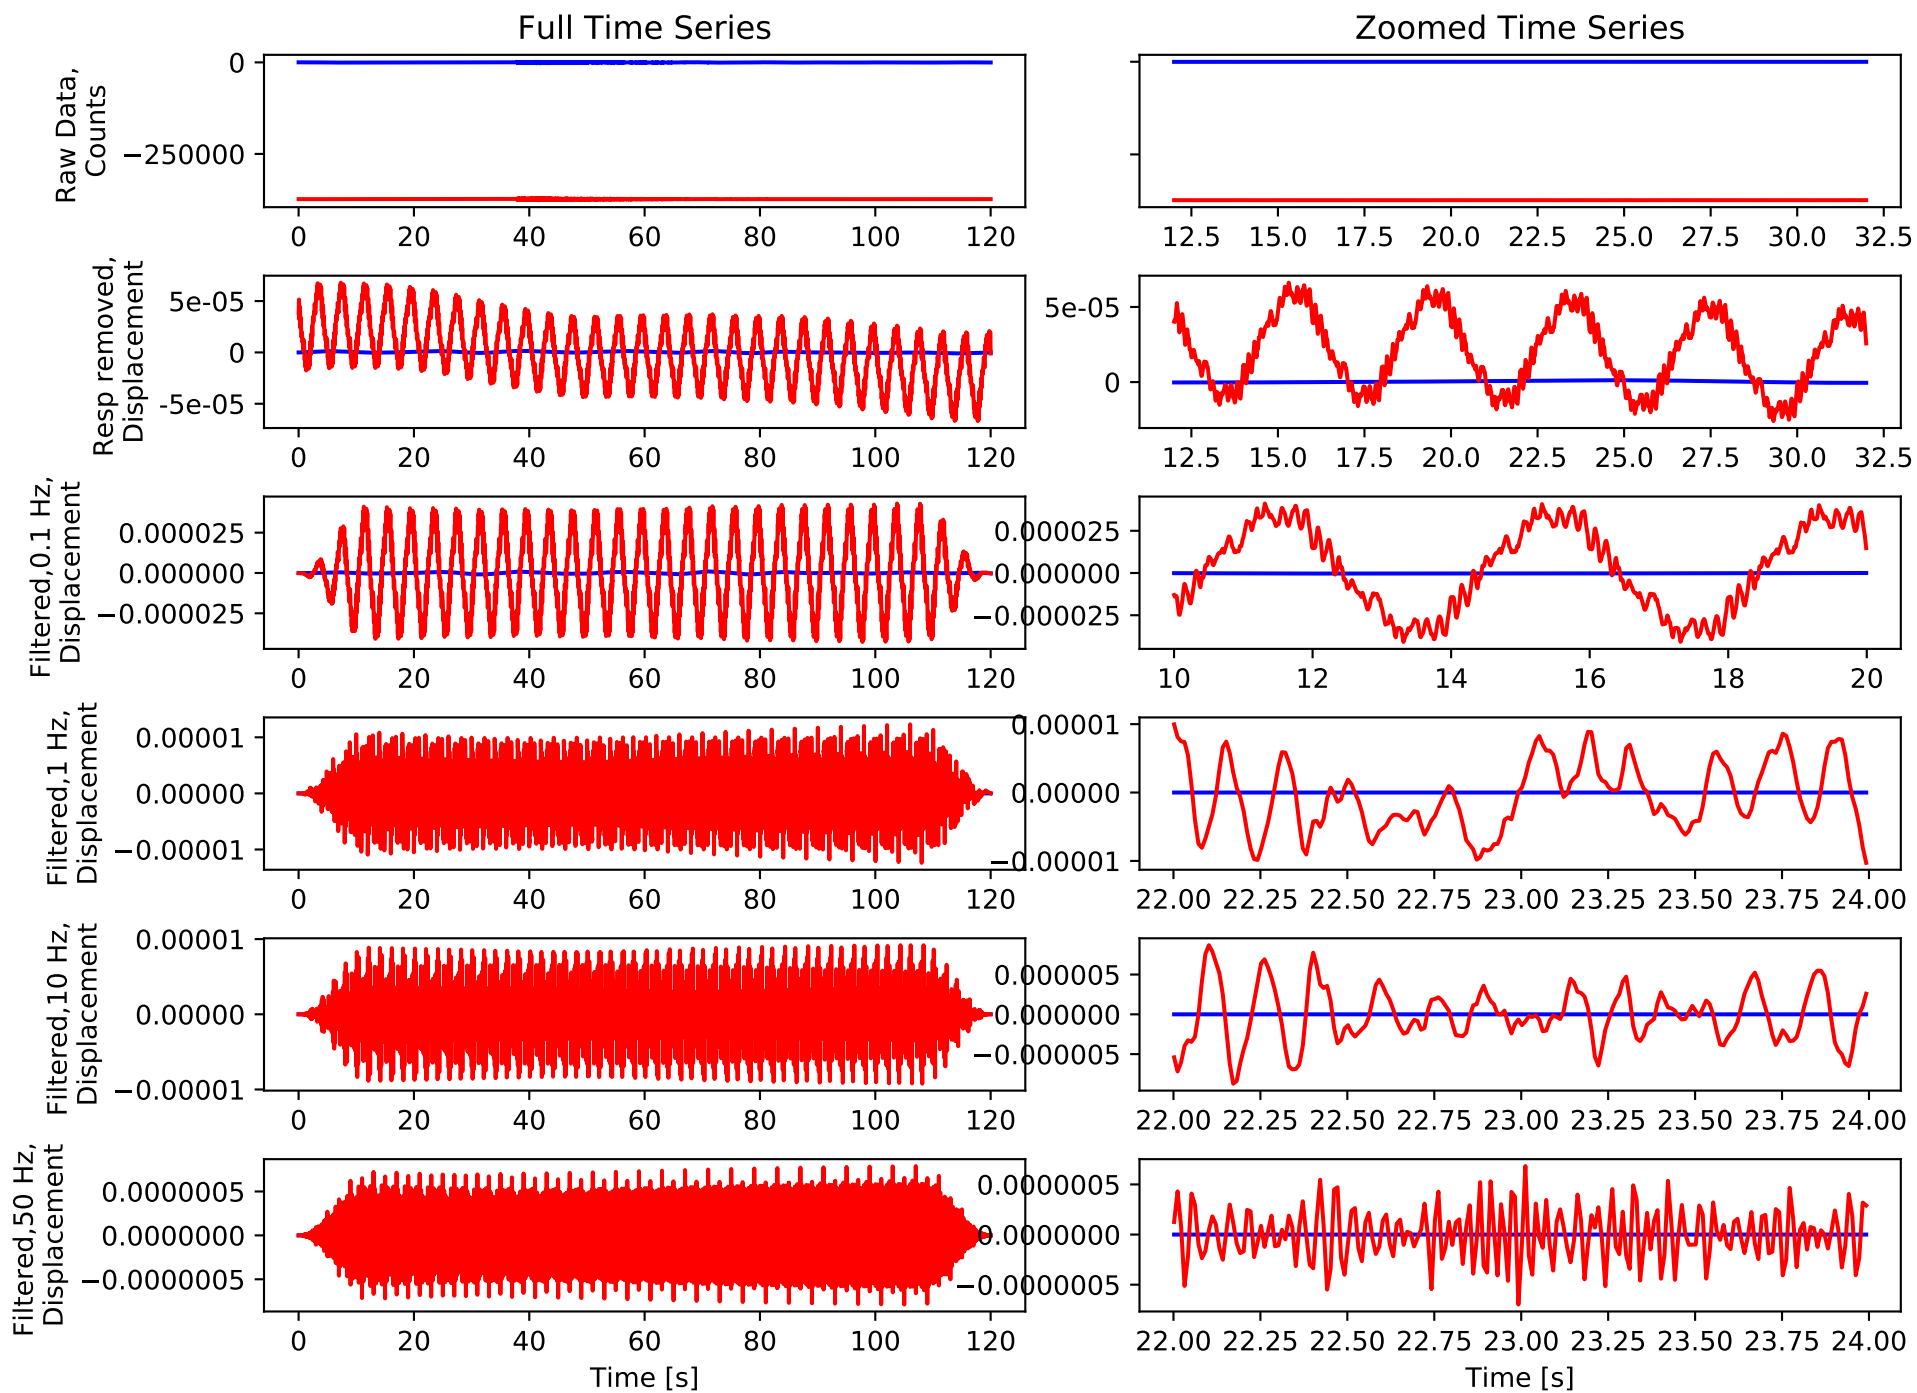 Full Time Series
Zoomed Time Series
Raw Data,
Counts
0
−250000
0 20 40 60 80 100 120
12.5 15.0 17.5 20.0 22.5 25.0 27.5 30.0 32.5
Resp removed,
Displacement
5e-05
0
-5e-05
0 20 40 60 80 100 120
5e-05
0
12.5 15.0 17.5 20.0 22.5 25.0 27.5 30.0 32.5
Filtered,0.1 Hz,
Displacement
0.000025
0.000000
−0.000025
0 20 40 60 80 100 120
0.000025
0.000000
−0.000025
10 12 14 16 18 20
Filtered,1 Hz,
Displacement
0.00001
0.00000
−0.00001
0 20 40 60 80 100 120
0.00001
0.00000
−0.00001
22.00 22.25 22.50 22.75 23.00 23.25 23.50 23.75 24.00
Filtered,10 Hz,
Displacement
0.00001
0.00000
−0.00001
0 20 40 60 80 100 120
0.000005
0.000000
−0.000005
22.00 22.25 22.50 22.75 23.00 23.25 23.50 23.75 24.00
Filtered,50 Hz,
Displacement
0.0000005
0.0000000
−0.0000005
0 20 40 60 80 100 120
Time [s]
0.0000005
0.0000000
−0.0000005
22.00 22.25 22.50 22.75 23.00 23.25 23.50 23.75 24.00
Time [s]